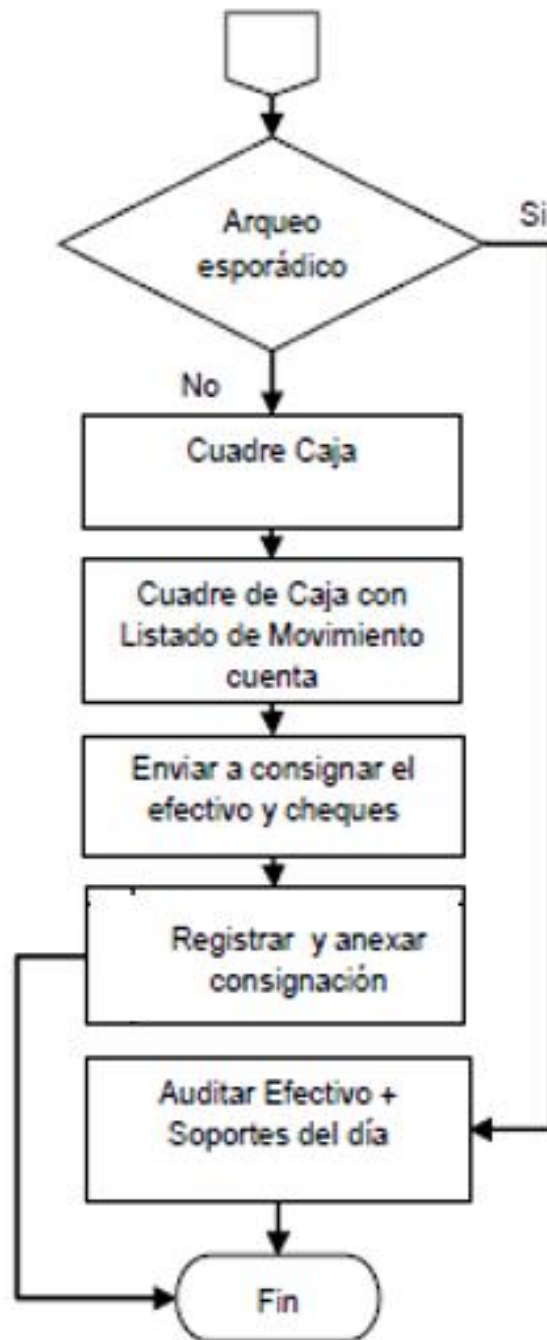 Arqueo
esporádico
Si
No
Cuadre Caja
Cuadre de Caja con
Listado de Movimiento
cuenta
Enviar a consignar el
efectivo y cheques
Registrar y anexar
consignación
Auditar Efectivo +
Soportes del día
Fin